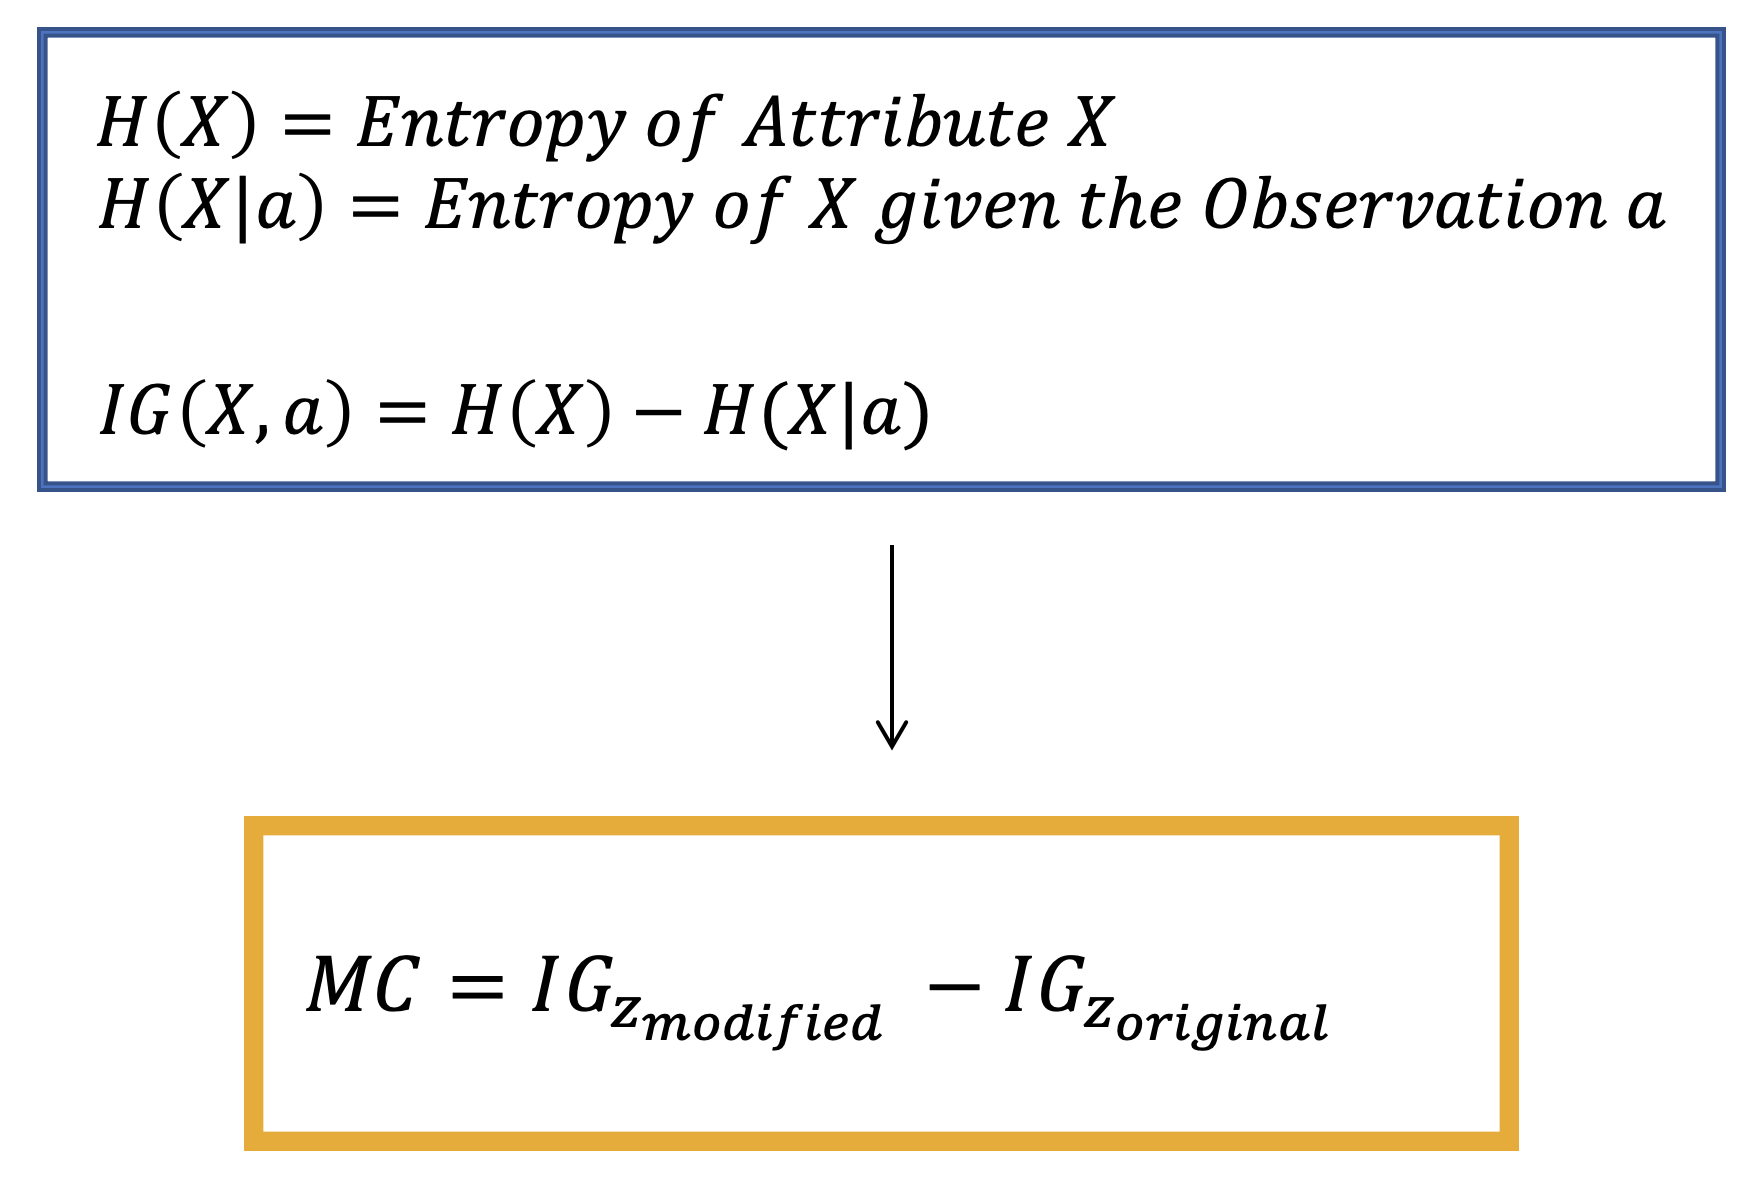 H(X) = Entropy of Attribute X
H(X|a) = Entropy of X given the Observation a
IG(X, a) = H(X) − H(X|a)
MC = IG_{z_{modified}} − IG_{z_{original}}